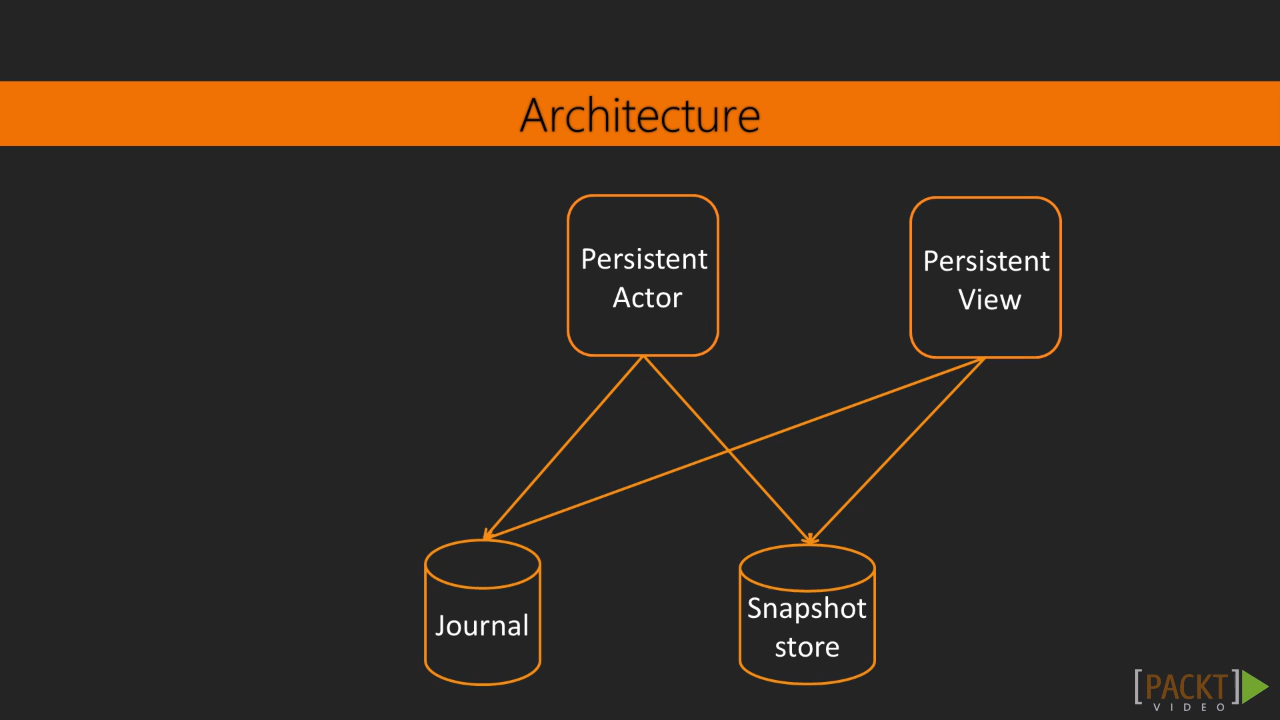 Architecture
Persistent
Actor
Persistent
View
Journal
Snapshot
store
[PACKT]
VIDEO